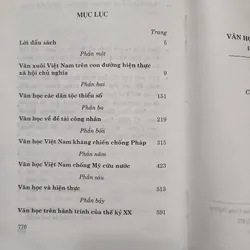 MỤC LỤC
Trang
Lời đầu sách 5
Phần một
Văn xuôi Việt Nam trên con đường hiện thực
xã hội chủ nghĩa 9
Phần hai
Văn học các dân tộc thiểu số 151
Phần ba
Văn học về đề tài công nhân 219
Phần bốn
Văn học Việt Nam kháng chiến chống Pháp 315
Phần năm
Văn học Việt Nam chống Mỹ cứu nước 423
Phần sáu
Văn học và hiện thực 513
Phần bảy
Văn học trên hành trình của thế kỷ XX 591
776
VĂN HỌ